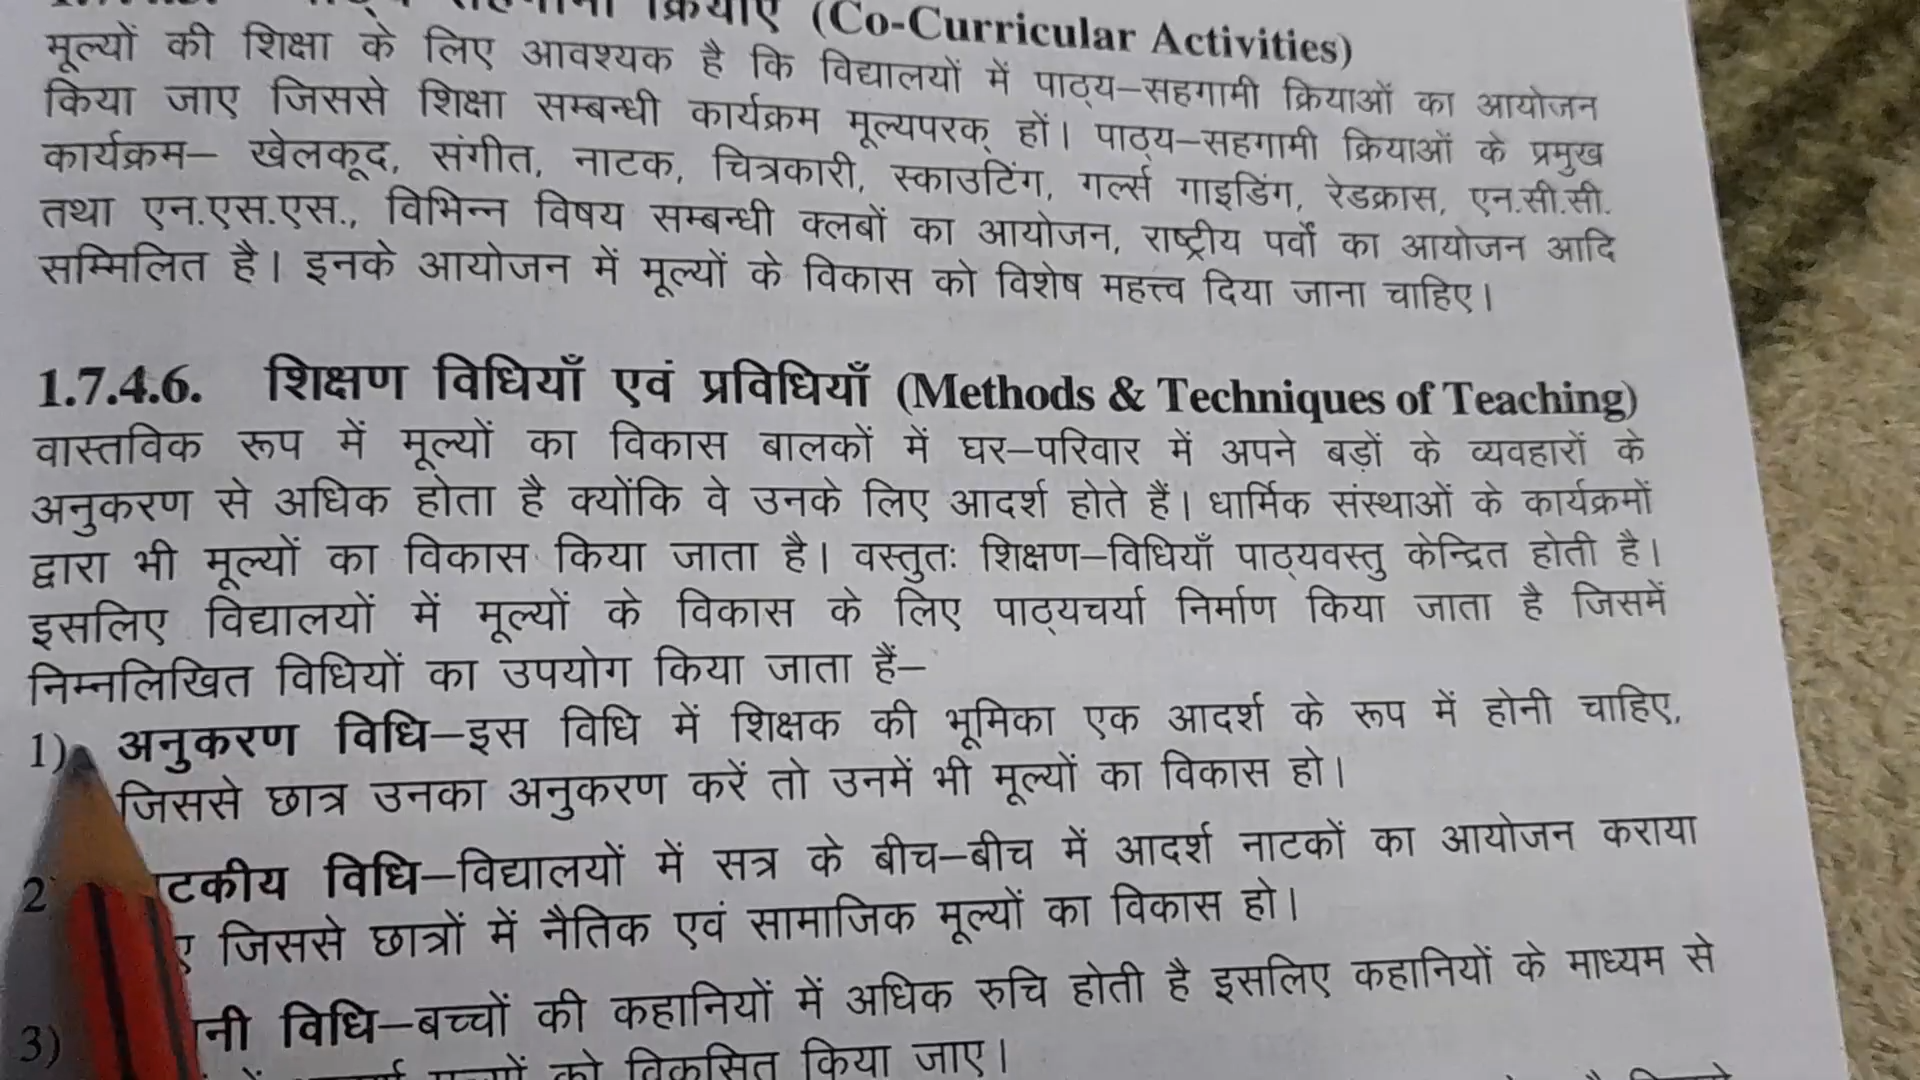 क्रियाएँ (Co-Curricular Activities)
मूल्यों की शिक्षा के लिए आवश्यक है कि विद्यालयों में पाठ्य–सहगामी क्रियाओं का आयोजन
किया जाए जिससे शिक्षा सम्बन्धी कार्यक्रम मूल्यपरक् हों। पाठ्य–सहगामी क्रियाओं के प्रमुख
कार्यक्रम– खेलकूद, संगीत, नाटक, चित्रकारी, स्काउटिंग, गर्ल्स गाइडिंग, रेडक्रास, एन.सी.सी.
तथा एन.एस.एस., विभिन्न विषय सम्बन्धी क्लबों का आयोजन, राष्ट्रीय पर्वों का आयोजन आदि
सम्मिलित है। इनके आयोजन में मूल्यों के विकास को विशेष महत्त्व दिया जाना चाहिए।
1.7.4.6. शिक्षण विधियाँ एवं प्रविधियाँ (Methods & Techniques of Teaching)
वास्तविक रूप में मूल्यों का विकास बालकों में घर–परिवार में अपने बड़ों के व्यवहारों के
अनुकरण से अधिक होता है क्योंकि वे उनके लिए आदर्श होते हैं। धार्मिक संस्थाओं के कार्यक्रमों
द्वारा भी मूल्यों का विकास किया जाता है। वस्तुतः शिक्षण–विधियाँ पाठ्यवस्तु केन्द्रित होती है।
इसलिए विद्यालयों में मूल्यों के विकास के लिए पाठ्यचर्या निर्माण किया जाता है जिसमें
निम्नलिखित विधियों का उपयोग किया जाता हैं–
1) अनुकरण विधि–इस विधि में शिक्षक की भूमिका एक आदर्श के रूप में होनी चाहिए,
जिससे छात्र उनका अनुकरण करें तो उनमें भी मूल्यों का विकास हो।
2 टकीय विधि–विद्यालयों में सत्र के बीच–बीच में आदर्श नाटकों का आयोजन कराया
ए जिससे छात्रों में नैतिक एवं सामाजिक मूल्यों का विकास हो।
3) नी विधि–बच्चों की कहानियों में अधिक रुचि होती है इसलिए कहानियों के माध्यम से
को विकसित किया जाए।